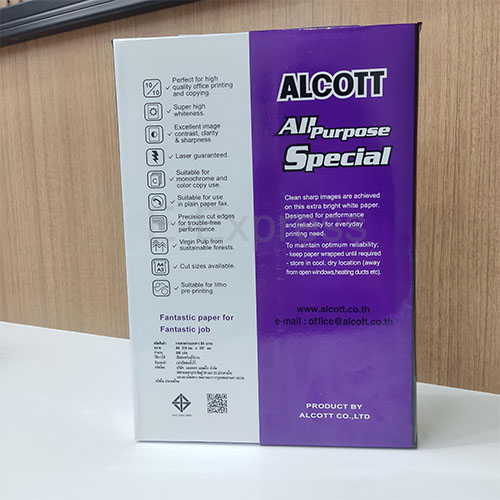 10/10
Perfect for high
quality office printing
and copying.
Super high
whiteness.
Excellent image
contrast, clarity
& sharpness.
Laser guaranteed.
Suitable for
monochrome and
color copy use.
Suitable for use
in plain paper fax.
Precision cut edges
for trouble-free
performance.
Virgin Pulp from
sustainable forests.
A4
A3
Cut sizes available.
Suitable for litho
pre-printing.
Fantastic paper for
Fantastic job
ALCOTT
All Purpose
Special
Clean sharp images are achieved
on this extra bright white paper.
Designed for performance
and reliability for everyday
printing need.
To maintain optimum reliability;
- keep paper wrapped until required
- store in cool, dry location (away
from open windows,heating ducts etc).
www.alcott.co.th
e-mail : office@alcott.co.th
PRODUCT BY
ALCOTT CO.,LTD